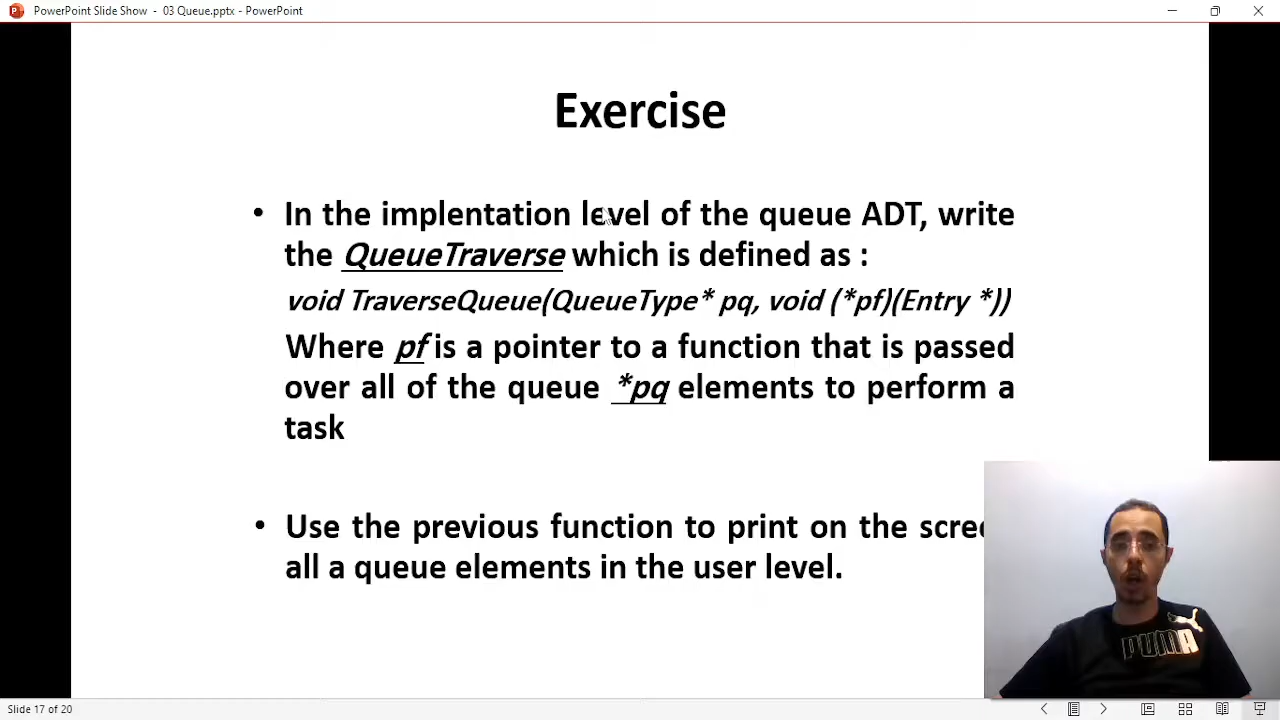 PowerPoint Slide Show - 03 Queue.pptx - PowerPoint
Exercise
• In the implentation level of the queue ADT, write
the QueueTraverse which is defined as :
void TraverseQueue(QueueType* pq, void (*pf)(Entry *))
Where pf is a pointer to a function that is passed
over all of the queue *pq elements to perform a
task
• Use the previous function to print on the scree
all a queue elements in the user level.
PUMA
Slide 17 of 20